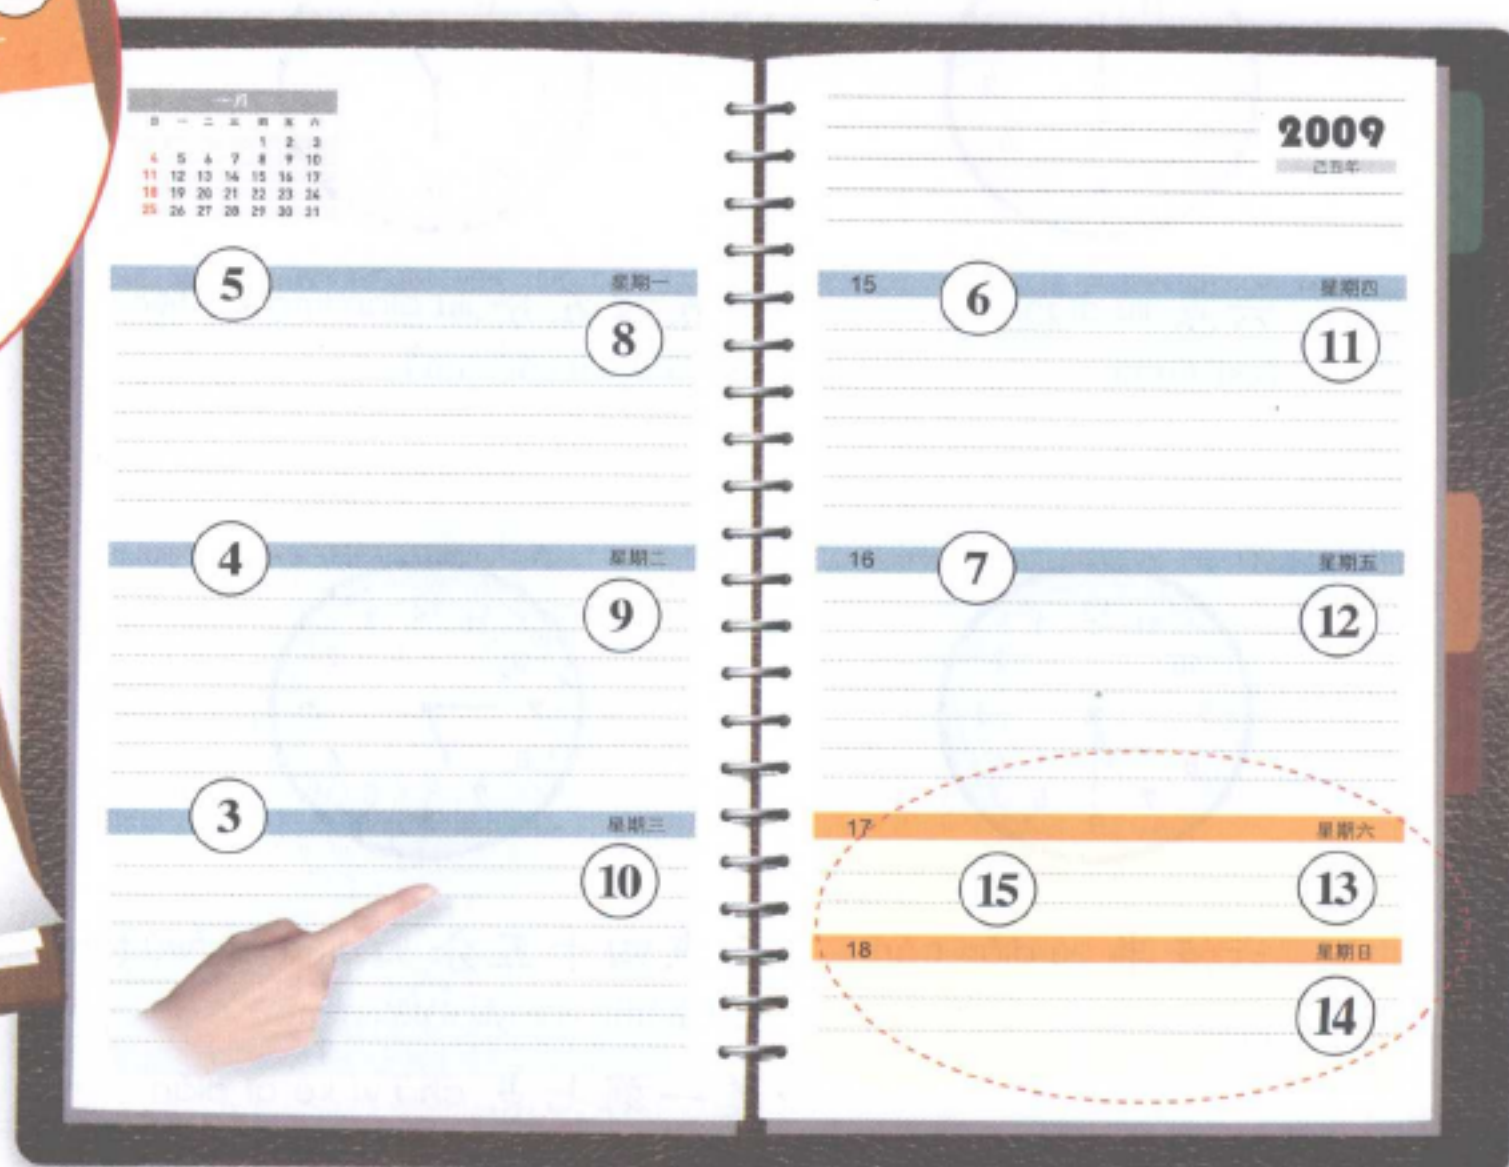 一月
日 一 二 三 四 五 六
1 2 3
4 5 6 7 8 9 10
11 12 13 14 15 16 17
18 19 20 21 22 23 24
25 26 27 28 29 30 31
5 星期一
8
4 星期二
9
3 星期三
10
2009
己丑年
15 6 星期四
11
16 7 星期五
12
17 星期六
15 13
18 星期日
14